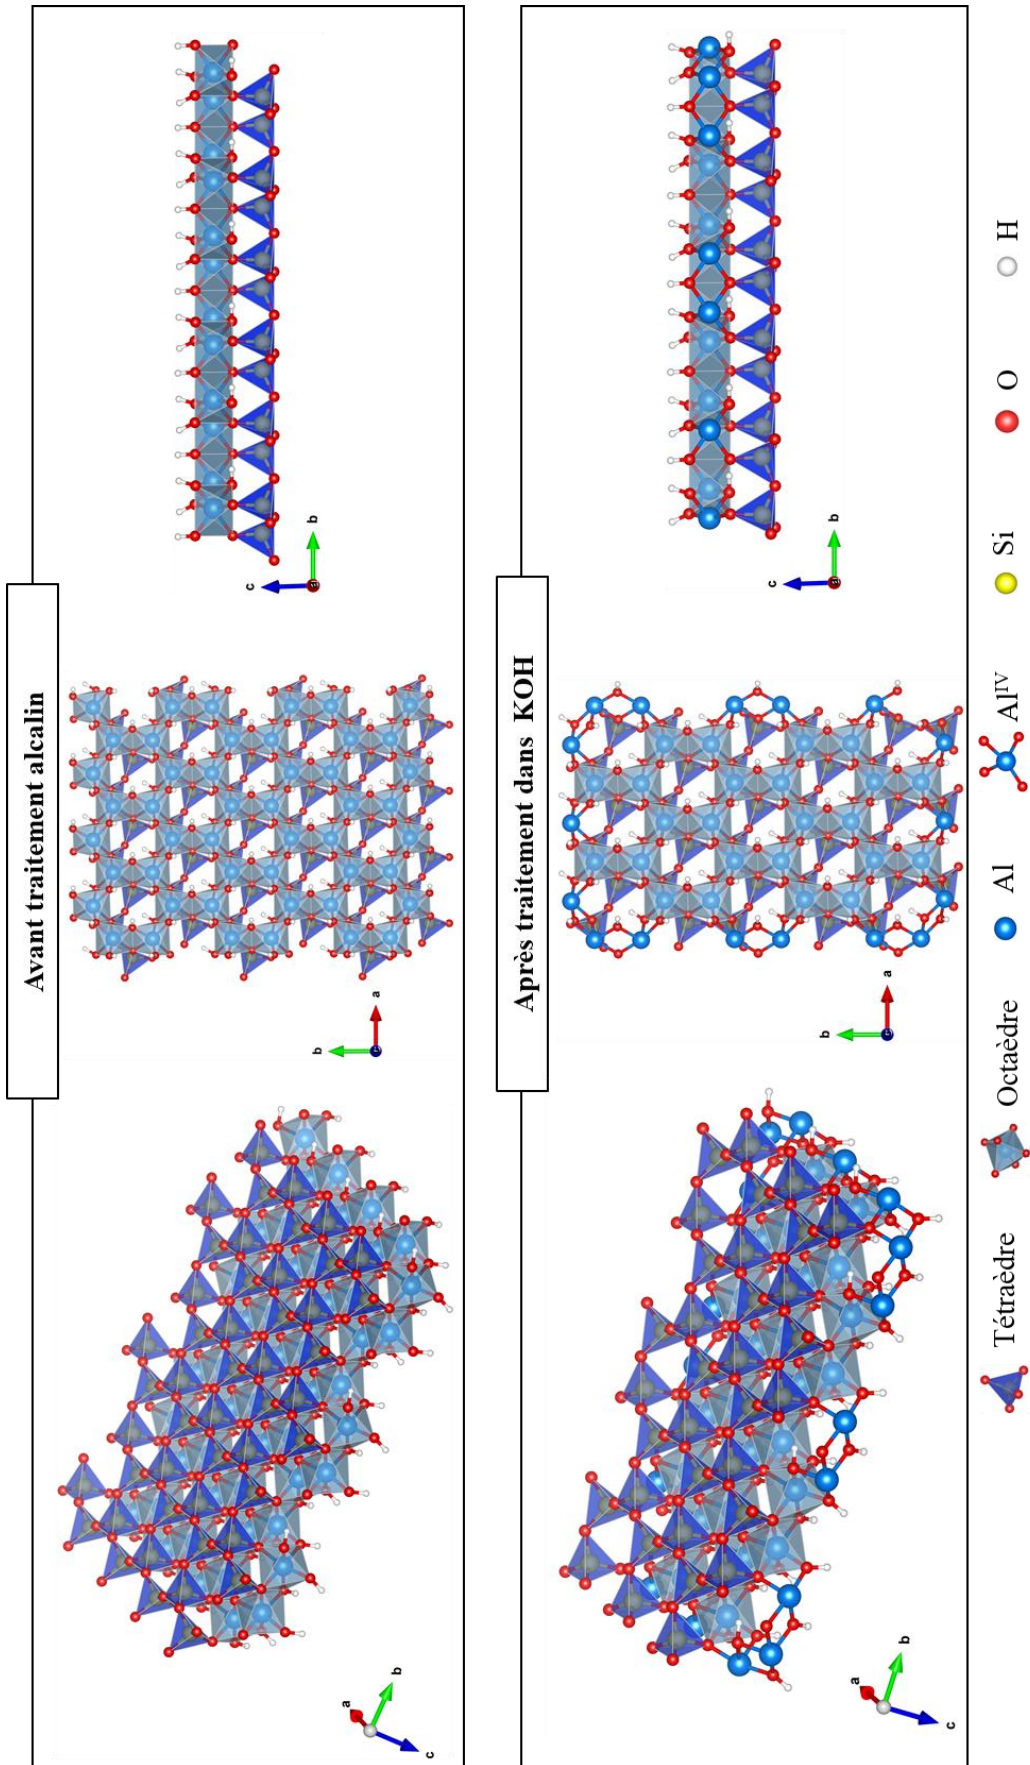 Avant traitement alcalin
a
b
c
b
a
c
b
Après traitement dans KOH
a
b
c
b
a
c
b
Tétraèdre
Octaèdre
Al
Al^IV
Si
O
H